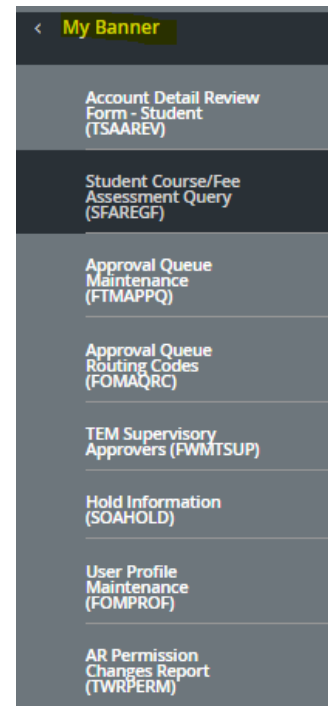 < My Banner
Account Detail Review
Form - Student
(TSAAREV)
Student Course/Fee
Assessment Query
(SFAREGF)
Approval Queue
Maintenance
(FTMAPPQ)
Approval Queue
Routing Codes
(FOMAQRC)
TEM Supervisory
Approvers (FWMTSUP)
Hold Information
(SOAHOLD)
User Profile
Maintenance
(FOMPROF)
AR Permission
Changes Report
(TWRPERM)